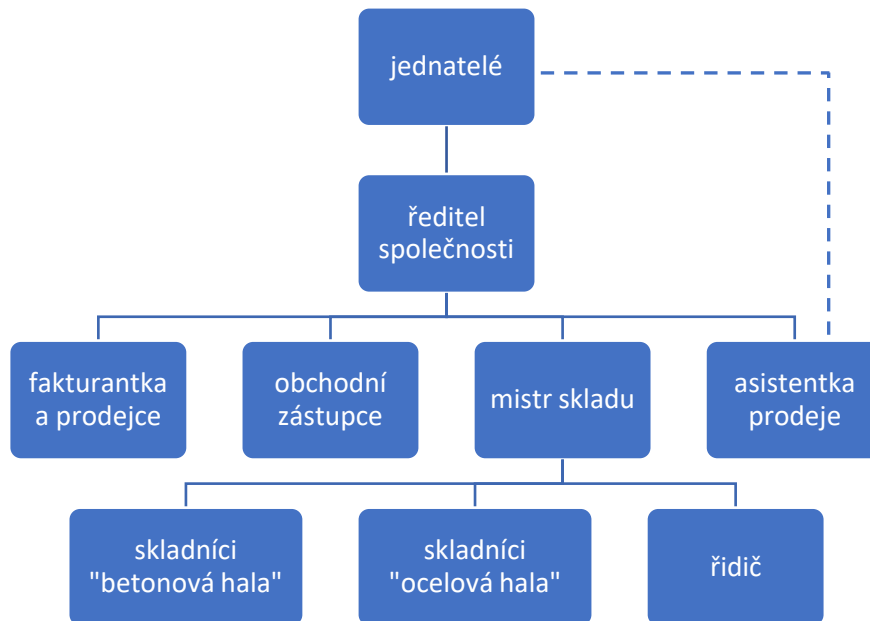 jednatelé
ředitel
společnosti
fakturantka
a prodejce
obchodní
zástupce
mistr skladu
asistentka
prodeje
skladníci
"betonová hala"
skladníci
"ocelová hala"
řidič